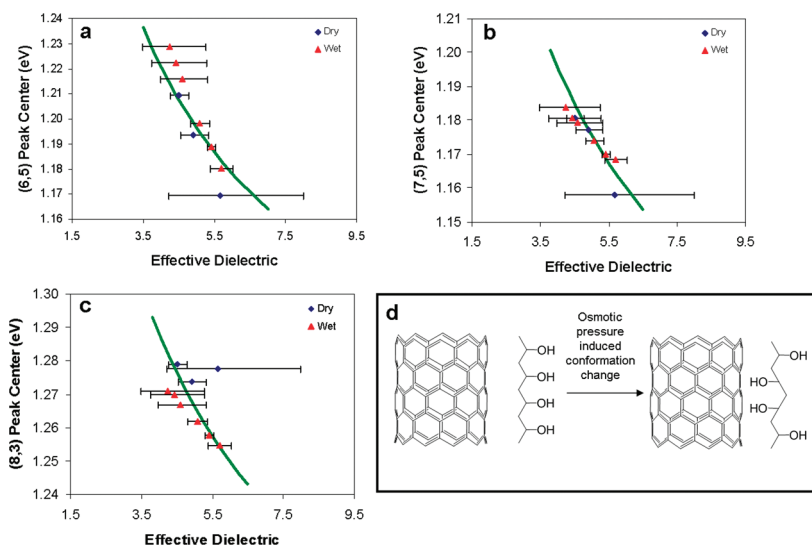 a
Dry
Wet
(6,5) Peak Center (eV)
1.24
1.23
1.22
1.21
1.20
1.19
1.18
1.17
1.16
1.5 3.5 5.5 7.5 9.5
Effective Dielectric
b
Dry
Wet
(7,5) Peak Center (eV)
1.21
1.20
1.19
1.18
1.17
1.16
1.15
1.5 3.5 5.5 7.5 9.5
Effective Dielectric
c
Dry
Wet
(8,3) Peak Center (eV)
1.30
1.29
1.28
1.27
1.26
1.25
1.24
1.5 3.5 5.5 7.5 9.5
Effective Dielectric
d
Osmotic
pressure
induced
conformation
change
OH
OH
OH
OH
OH
HO
HO
OH